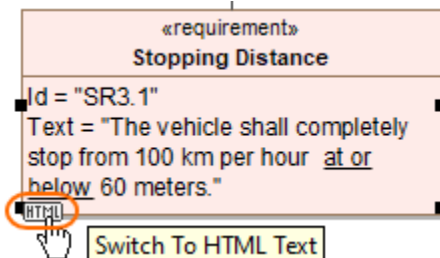 «requirement»
Stopping Distance
Id = "SR3.1"
Text = "The vehicle shall completely
stop from 100 km per hour at or
below 60 meters."
HTML
Switch To HTML Text